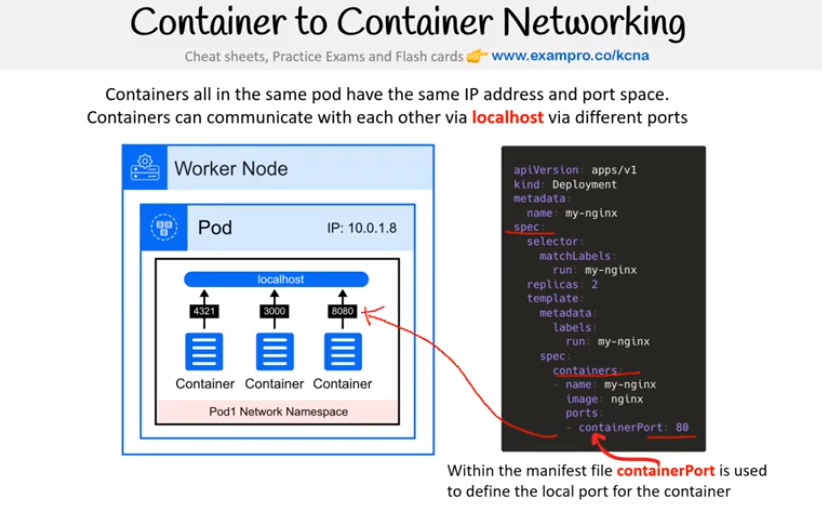 Container to Container Networking
Cheat sheets, Practice Exams and Flash cards 👉 www.exampro.co/kcna
Containers all in the same pod have the same IP address and port space.
Containers can communicate with each other via localhost via different ports
Worker Node
Pod IP: 10.0.1.8
localhost
4321 3000 8080
Container Container Container
Pod1 Network Namespace
apiVersion: apps/v1
kind: Deployment
metadata:
  name: my-nginx
spec:
  selector:
    matchLabels:
      run: my-nginx
  replicas: 2
  template:
    metadata:
      labels:
        run: my-nginx
    spec:
      containers:
      - name: my-nginx
        image: nginx
        ports:
        - containerPort: 80
Within the manifest file containerPort is used
to define the local port for the container